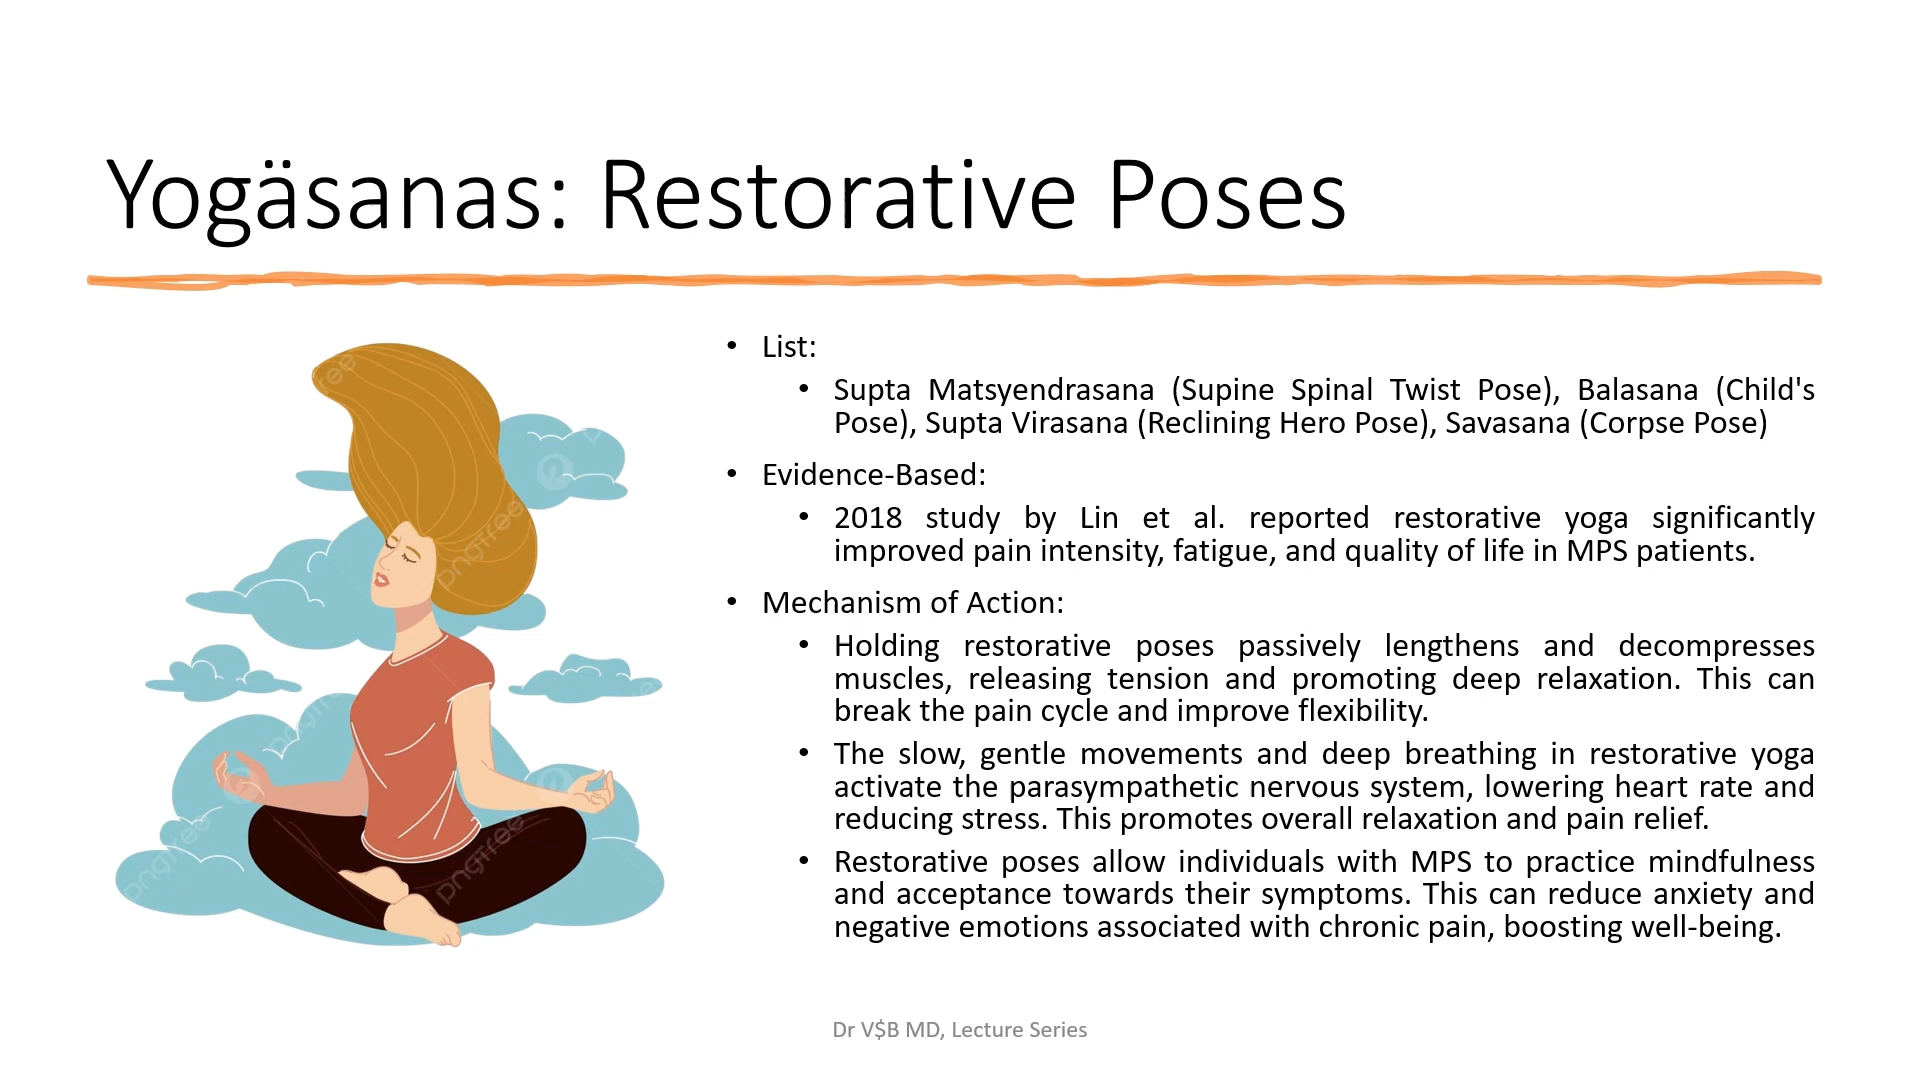 Yogäsanas: Restorative Poses
• List:
• Supta Matsyendrasana (Supine Spinal Twist Pose), Balasana (Child's
Pose), Supta Virasana (Reclining Hero Pose), Savasana (Corpse Pose)
• Evidence-Based:
• 2018 study by Lin et al. reported restorative yoga significantly
improved pain intensity, fatigue, and quality of life in MPS patients.
• Mechanism of Action:
• Holding restorative poses passively lengthens and decompresses
muscles, releasing tension and promoting deep relaxation. This can
break the pain cycle and improve flexibility.
• The slow, gentle movements and deep breathing in restorative yoga
activate the parasympathetic nervous system, lowering heart rate and
reducing stress. This promotes overall relaxation and pain relief.
• Restorative poses allow individuals with MPS to practice mindfulness
and acceptance towards their symptoms. This can reduce anxiety and
negative emotions associated with chronic pain, boosting well-being.
pngtree
pngtree
pngtree
pngtree
Dr V$B MD, Lecture Series